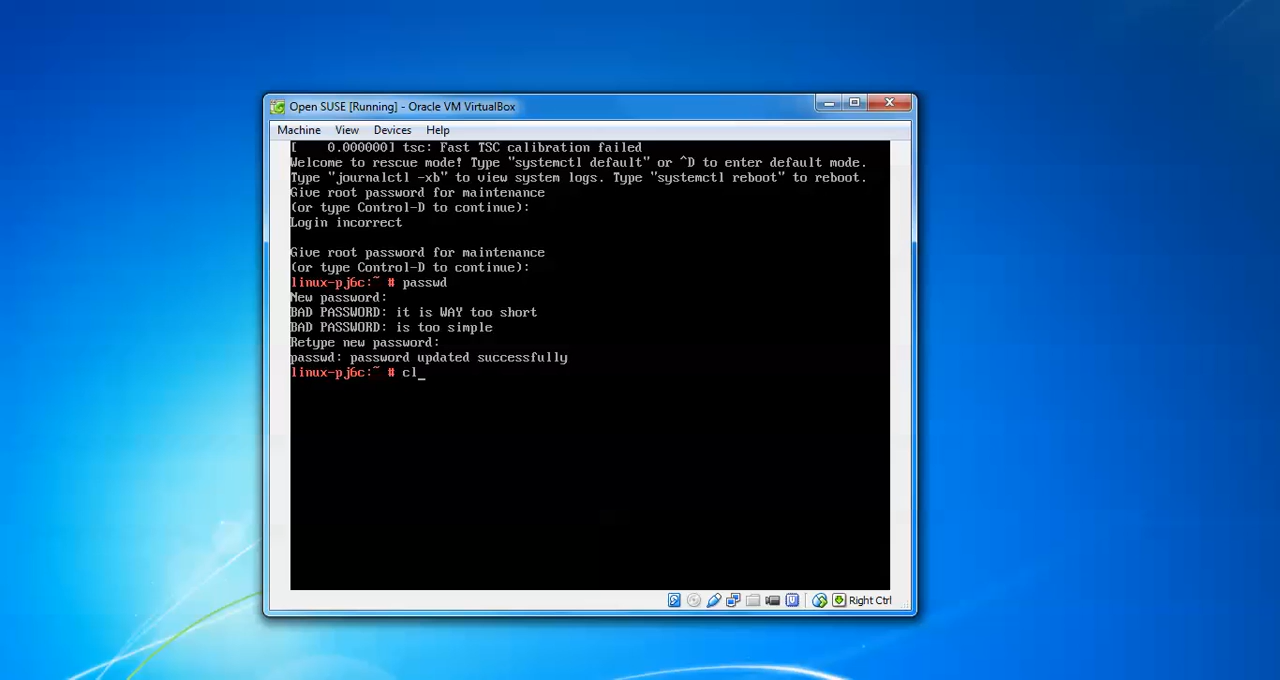 Open SUSE [Running] - Oracle VM VirtualBox
Machine View Devices Help
[    0.000000] tsc: Fast TSC calibration failed
Welcome to rescue mode! Type "systemctl default" or ^D to enter default mode.
Type "journalctl -xb" to view system logs. Type "systemctl reboot" to reboot.
Give root password for maintenance
(or type Control-D to continue):
Login incorrect
Give root password for maintenance
(or type Control-D to continue):
linux-pj6c:~ # passwd
New password:
BAD PASSWORD: it is WAY too short
BAD PASSWORD: is too simple
Retype new password:
passwd: password updated successfully
linux-pj6c:~ # cl_
Right Ctrl